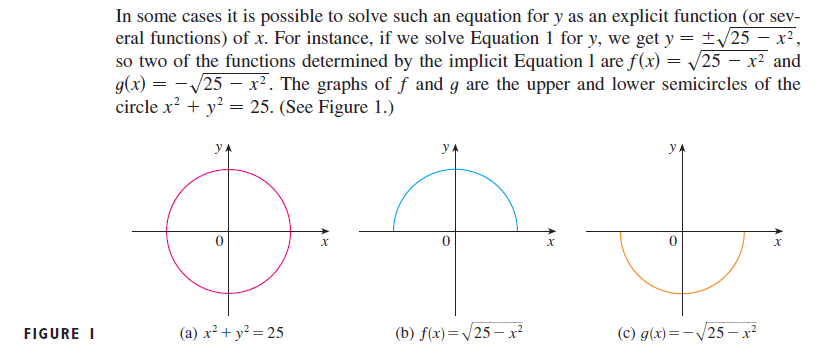 In some cases it is possible to solve such an equation for y as an explicit function (or sev-
eral functions) of x. For instance, if we solve Equation 1 for y, we get y = ±√25 − x²,
so two of the functions determined by the implicit Equation 1 are f(x) = √25 − x² and
g(x) = −√25 − x². The graphs of f and g are the upper and lower semicircles of the
circle x² + y² = 25. (See Figure 1.)
y y y
0 x 0 x 0 x
FIGURE 1 (a) x² + y² = 25 (b) f(x) = √25 − x² (c) g(x) = −√25 − x²